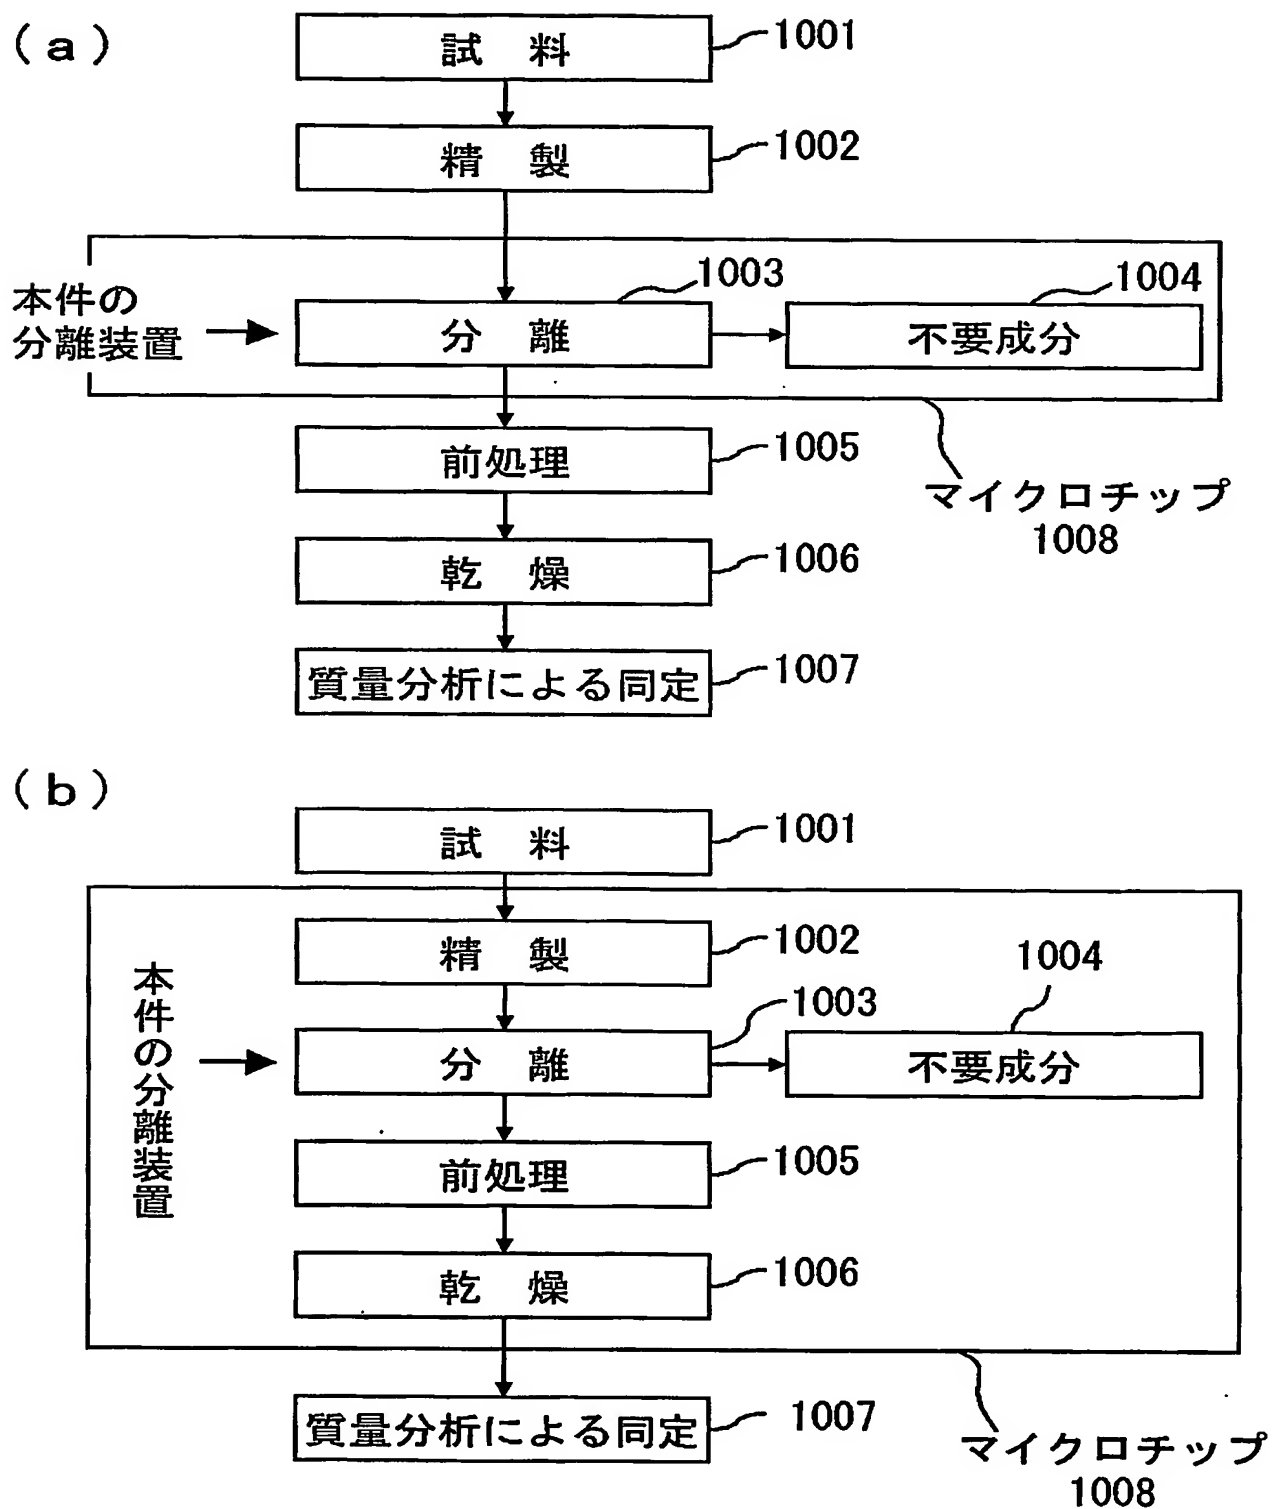 (a)
試料
1001
精製
1002
1003
1004
本件の
分離装置
分離
不要成分
前処理
1005
マイクロチップ
1008
乾燥
1006
質量分析による同定
1007
(b)
試料
1001
精製
1002
1004
1003
本件の分離装置
分離
不要成分
前処理
1005
乾燥
1006
質量分析による同定
1007
マイクロチップ
1008